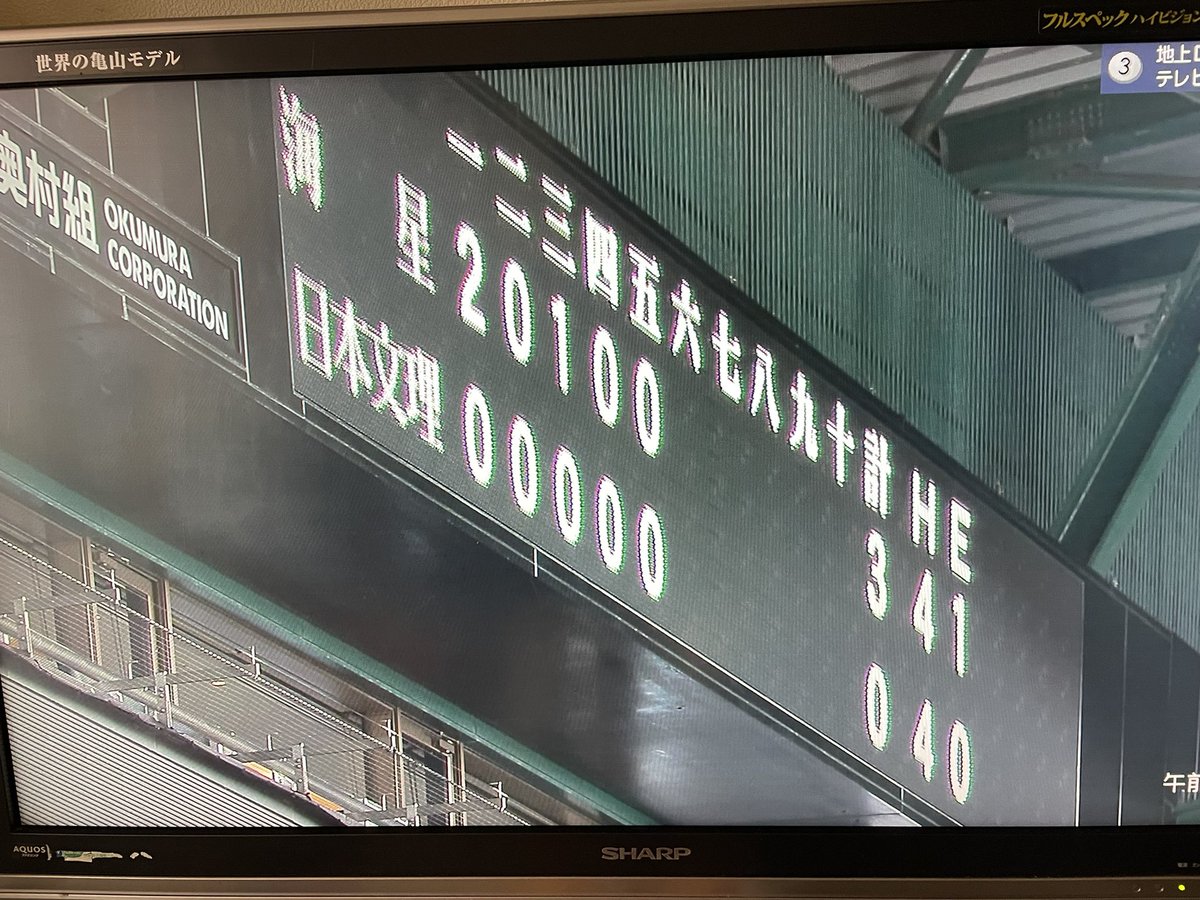 世界の亀山モデル
フルスペックハイビジョン
3
地上
テレビ
奥村組
OKUMURA
CORPORATION
一二三四五六七八九十計HE
海星20100 341
日本文理00000 040
午前
AQUOS
SHARP